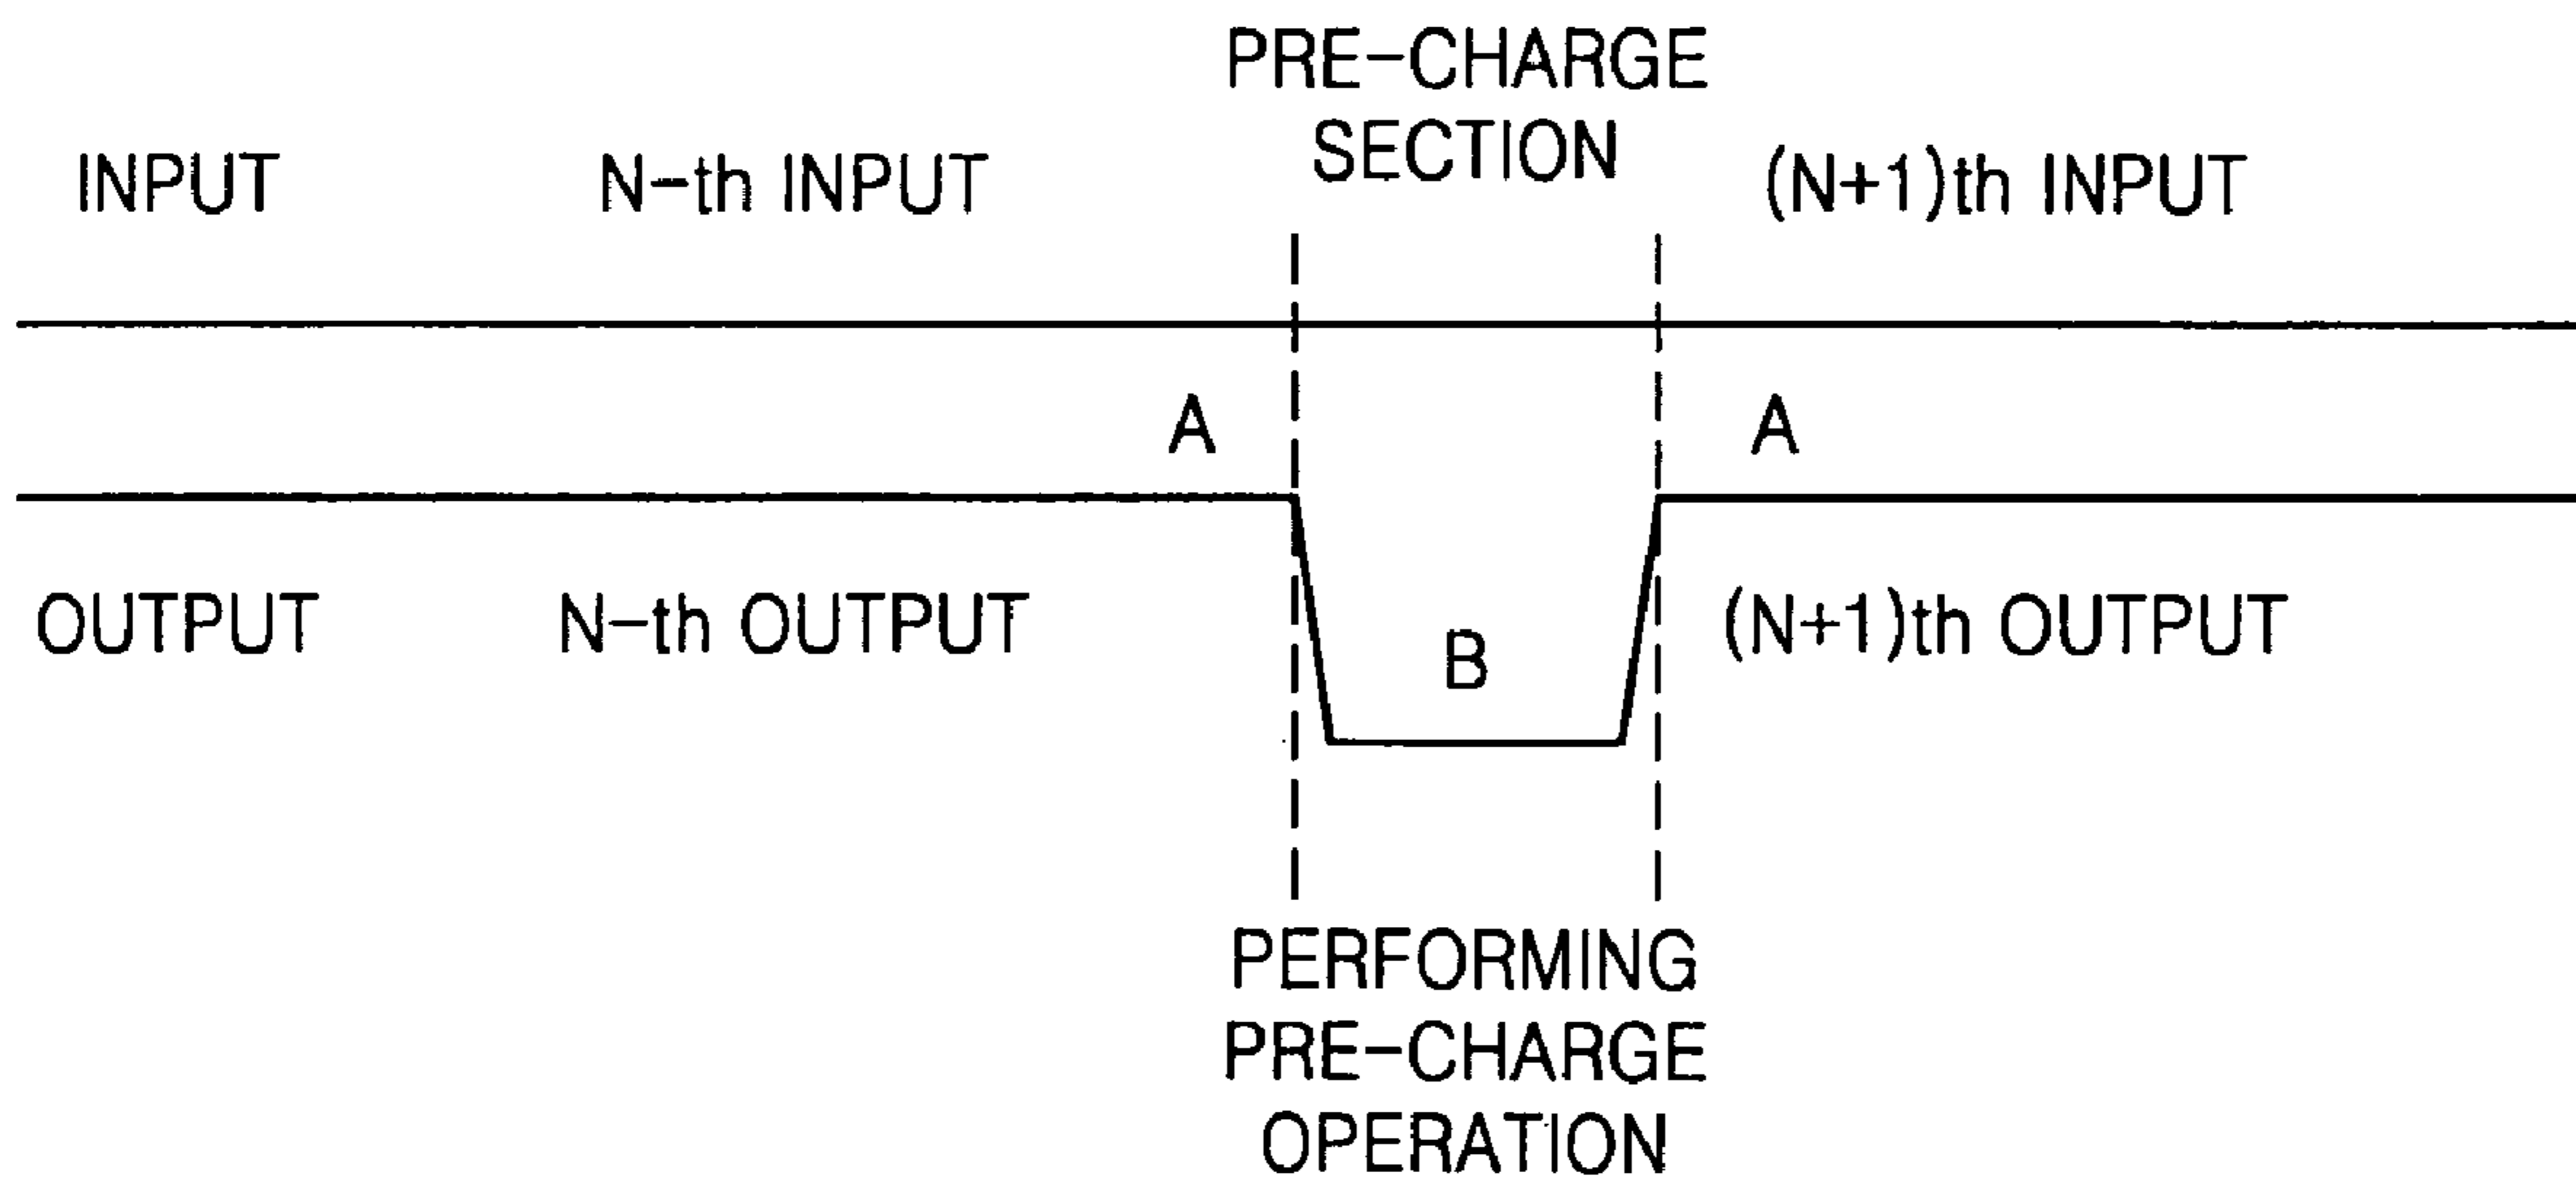 PRE-CHARGE
SECTION
INPUT
N-th INPUT
(N+1)th INPUT
A
A
OUTPUT
N-th OUTPUT
(N+1)th OUTPUT
B
PERFORMING
PRE-CHARGE
OPERATION